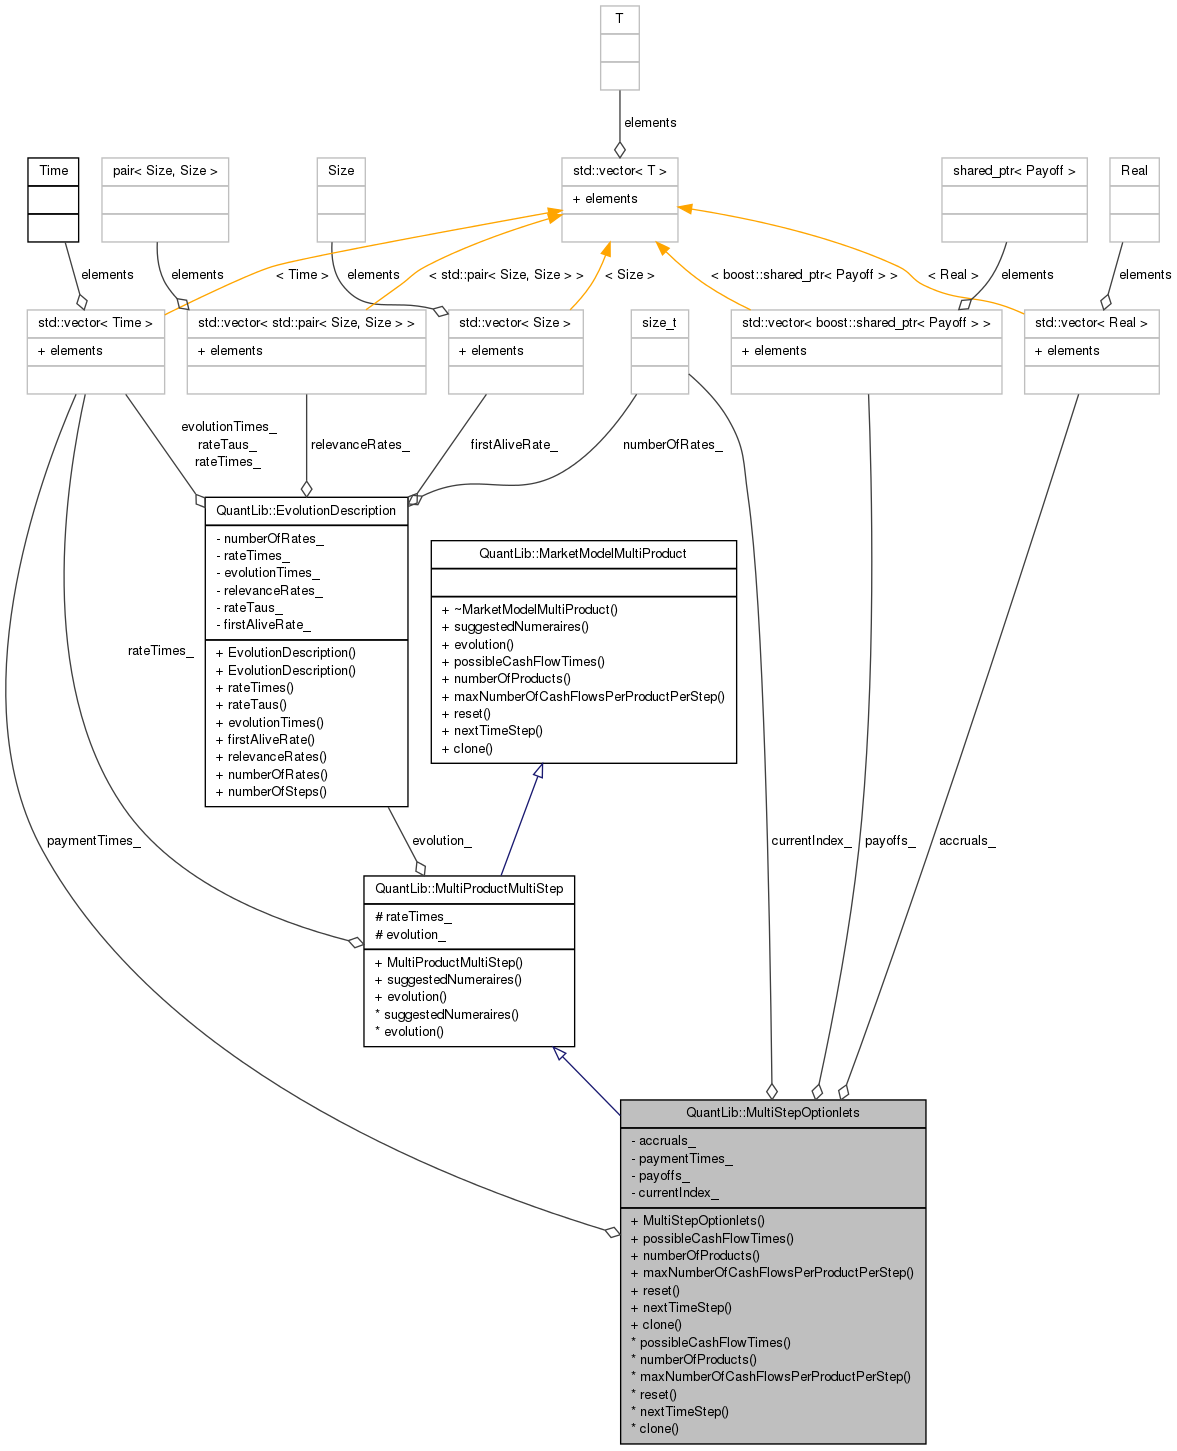 T
elements
Time
pair< Size, Size >
Size
std::vector< T >
+ elements
shared_ptr< Payoff >
Real
elements
elements
< Time >
elements
< std::pair< Size, Size > >
< Size >
< boost::shared_ptr< Payoff > >
< Real >
elements
elements
std::vector< Time >
+ elements
std::vector< std::pair< Size, Size > >
+ elements
std::vector< Size >
+ elements
size_t
std::vector< boost::shared_ptr< Payoff > >
+ elements
std::vector< Real >
+ elements
evolutionTimes_
rateTaus_
rateTimes_
relevanceRates_
firstAliveRate_
numberOfRates_
QuantLib::EvolutionDescription
- numberOfRates_
- rateTimes_
- evolutionTimes_
- relevanceRates_
- rateTaus_
- firstAliveRate_
+ EvolutionDescription()
+ EvolutionDescription()
+ rateTimes()
+ rateTaus()
+ evolutionTimes()
+ firstAliveRate()
+ relevanceRates()
+ numberOfRates()
+ numberOfSteps()
QuantLib::MarketModelMultiProduct
+ ~MarketModelMultiProduct()
+ suggestedNumeraires()
+ evolution()
+ possibleCashFlowTimes()
+ numberOfProducts()
+ maxNumberOfCashFlowsPerProductPerStep()
+ reset()
+ nextTimeStep()
+ clone()
rateTimes_
paymentTimes_
evolution_
currentIndex_
payoffs_
accruals_
QuantLib::MultiProductMultiStep
# rateTimes_
# evolution_
+ MultiProductMultiStep()
+ suggestedNumeraires()
+ evolution()
* suggestedNumeraires()
* evolution()
QuantLib::MultiStepOptionlets
- accruals_
- paymentTimes_
- payoffs_
- currentIndex_
+ MultiStepOptionlets()
+ possibleCashFlowTimes()
+ numberOfProducts()
+ maxNumberOfCashFlowsPerProductPerStep()
+ reset()
+ nextTimeStep()
+ clone()
* possibleCashFlowTimes()
* numberOfProducts()
* maxNumberOfCashFlowsPerProductPerStep()
* reset()
* nextTimeStep()
* clone()